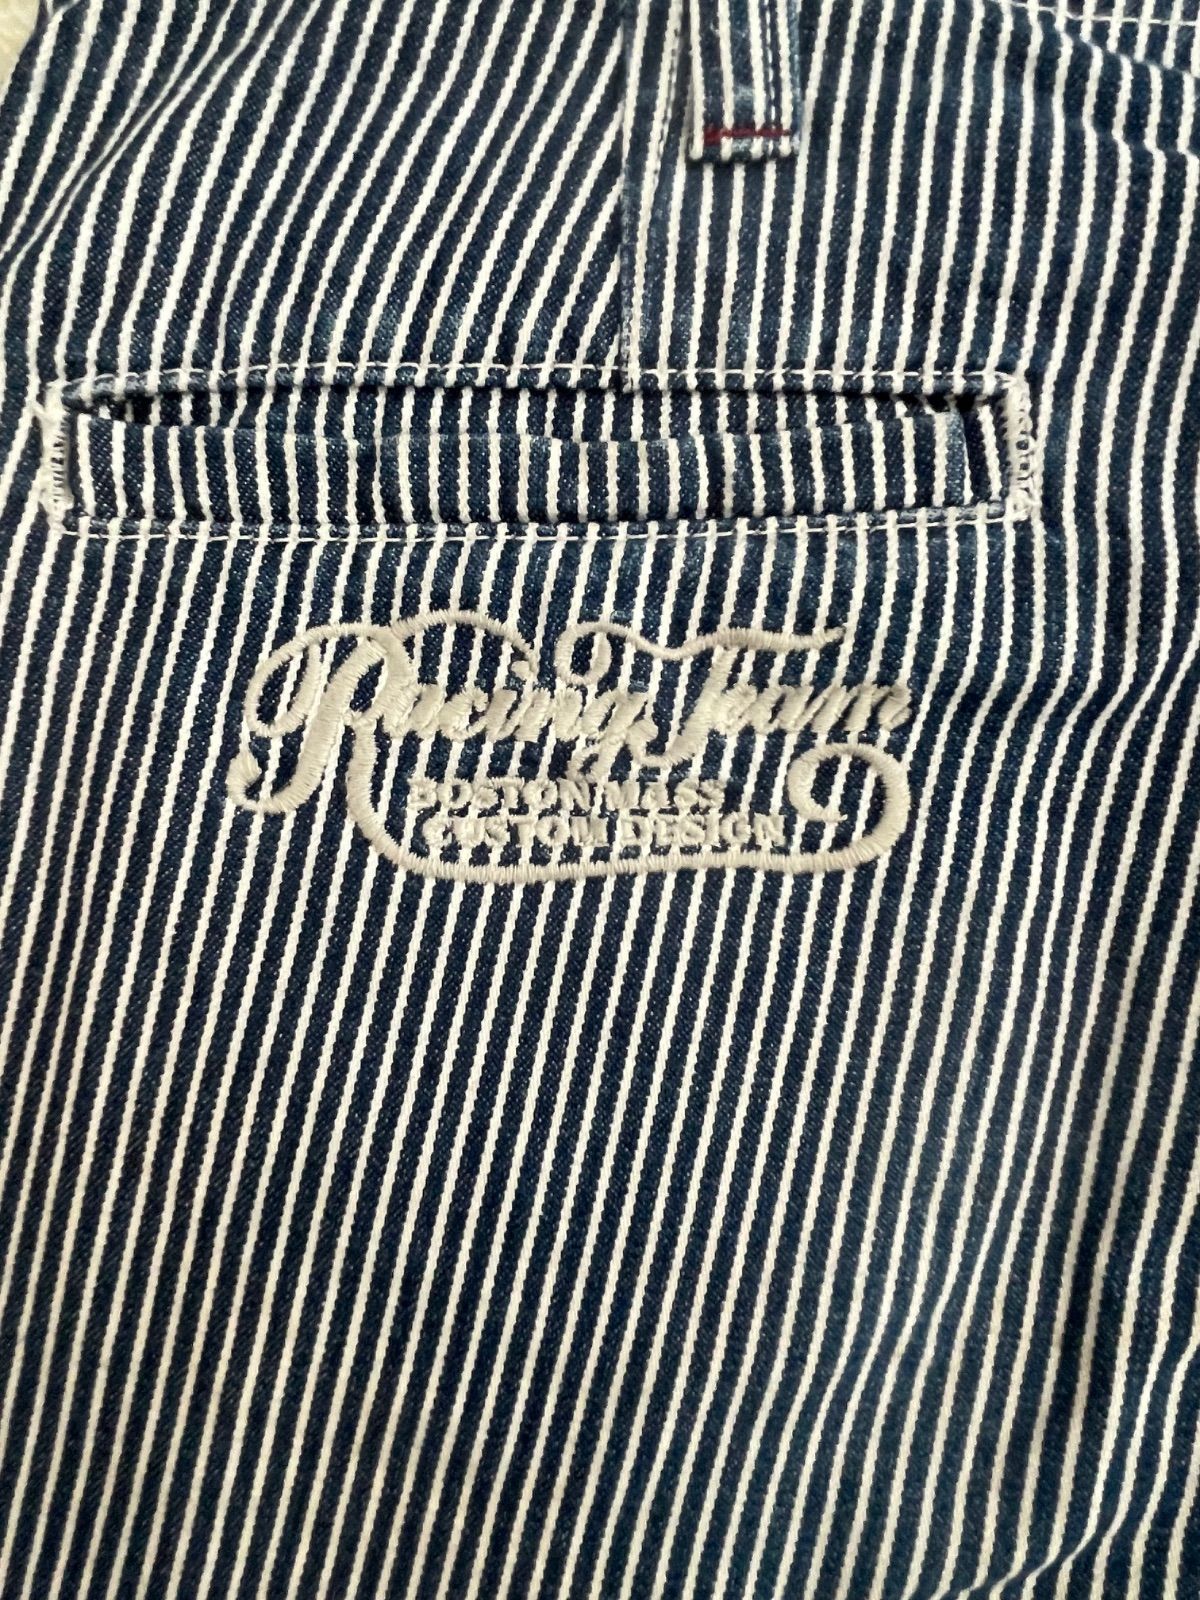 Racing Team
BOSTON MASS
CUSTOM DESIGN